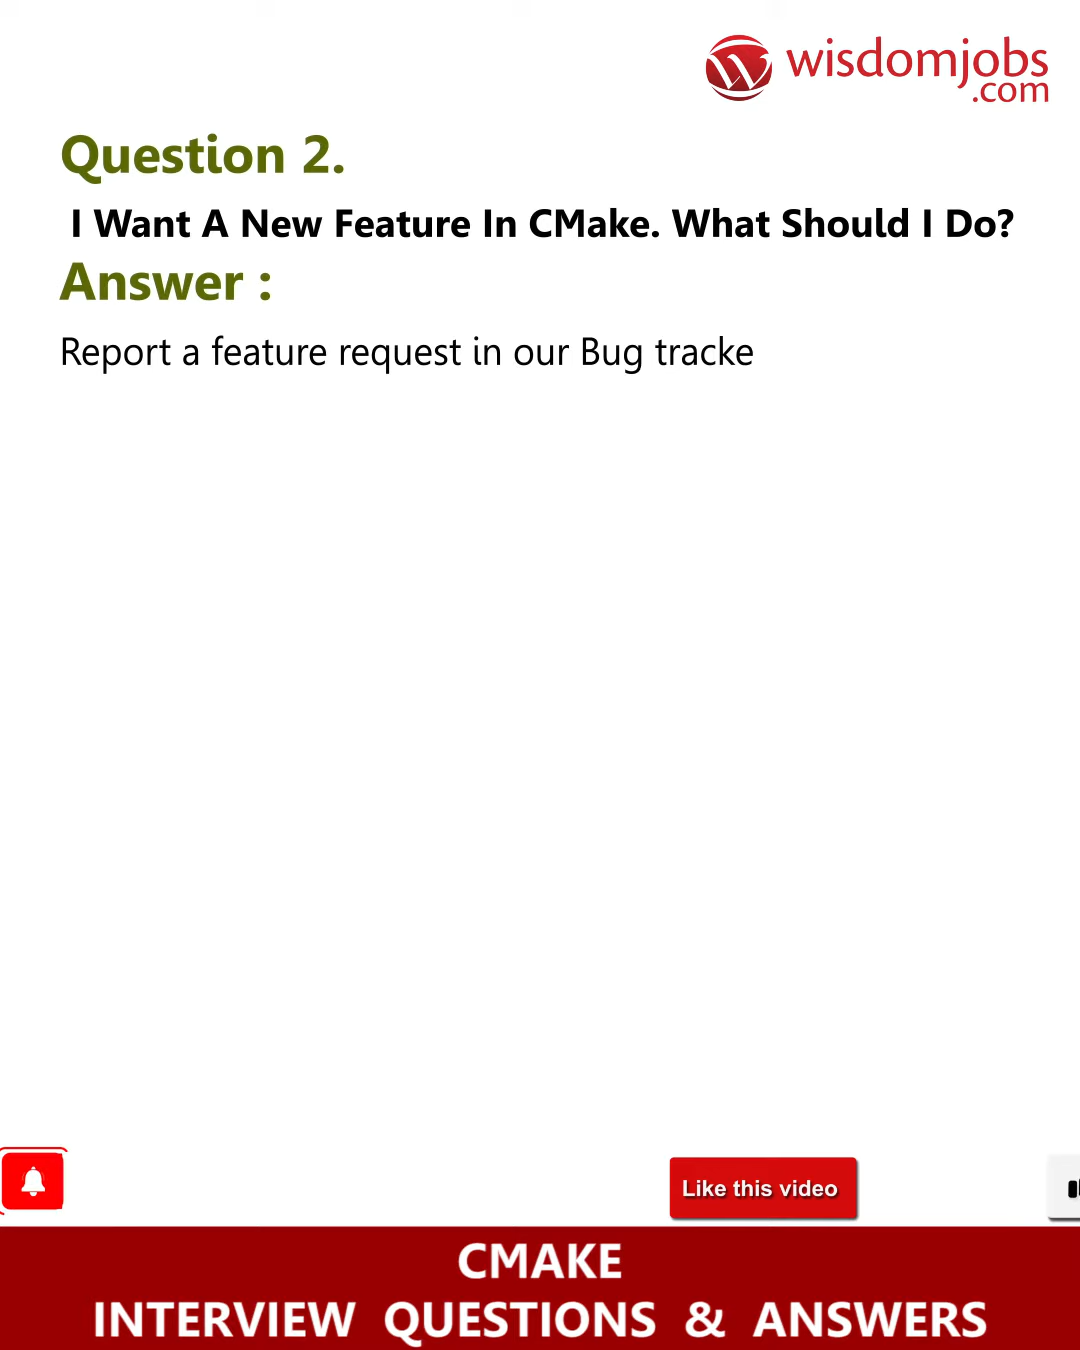 wisdomjobs
.com
Question 2.
I Want A New Feature In CMake. What Should I Do?
Answer :
Report a feature request in our Bug tracke
Like this video
CMAKE
INTERVIEW QUESTIONS & ANSWERS